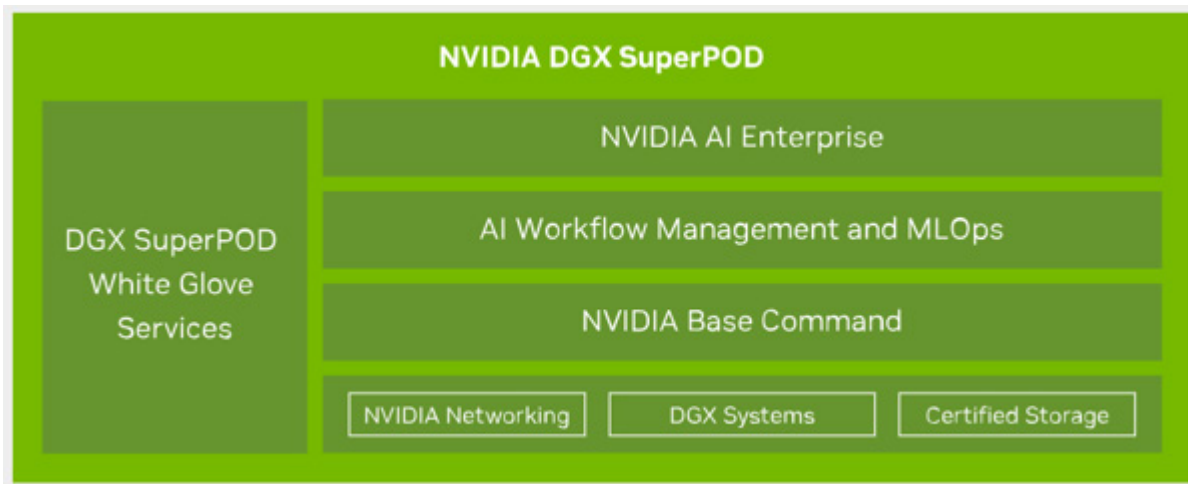 NVIDIA DGX SuperPOD
DGX SuperPOD
White Glove
Services
NVIDIA AI Enterprise
AI Workflow Management and MLOps
NVIDIA Base Command
NVIDIA Networking
DGX Systems
Certified Storage